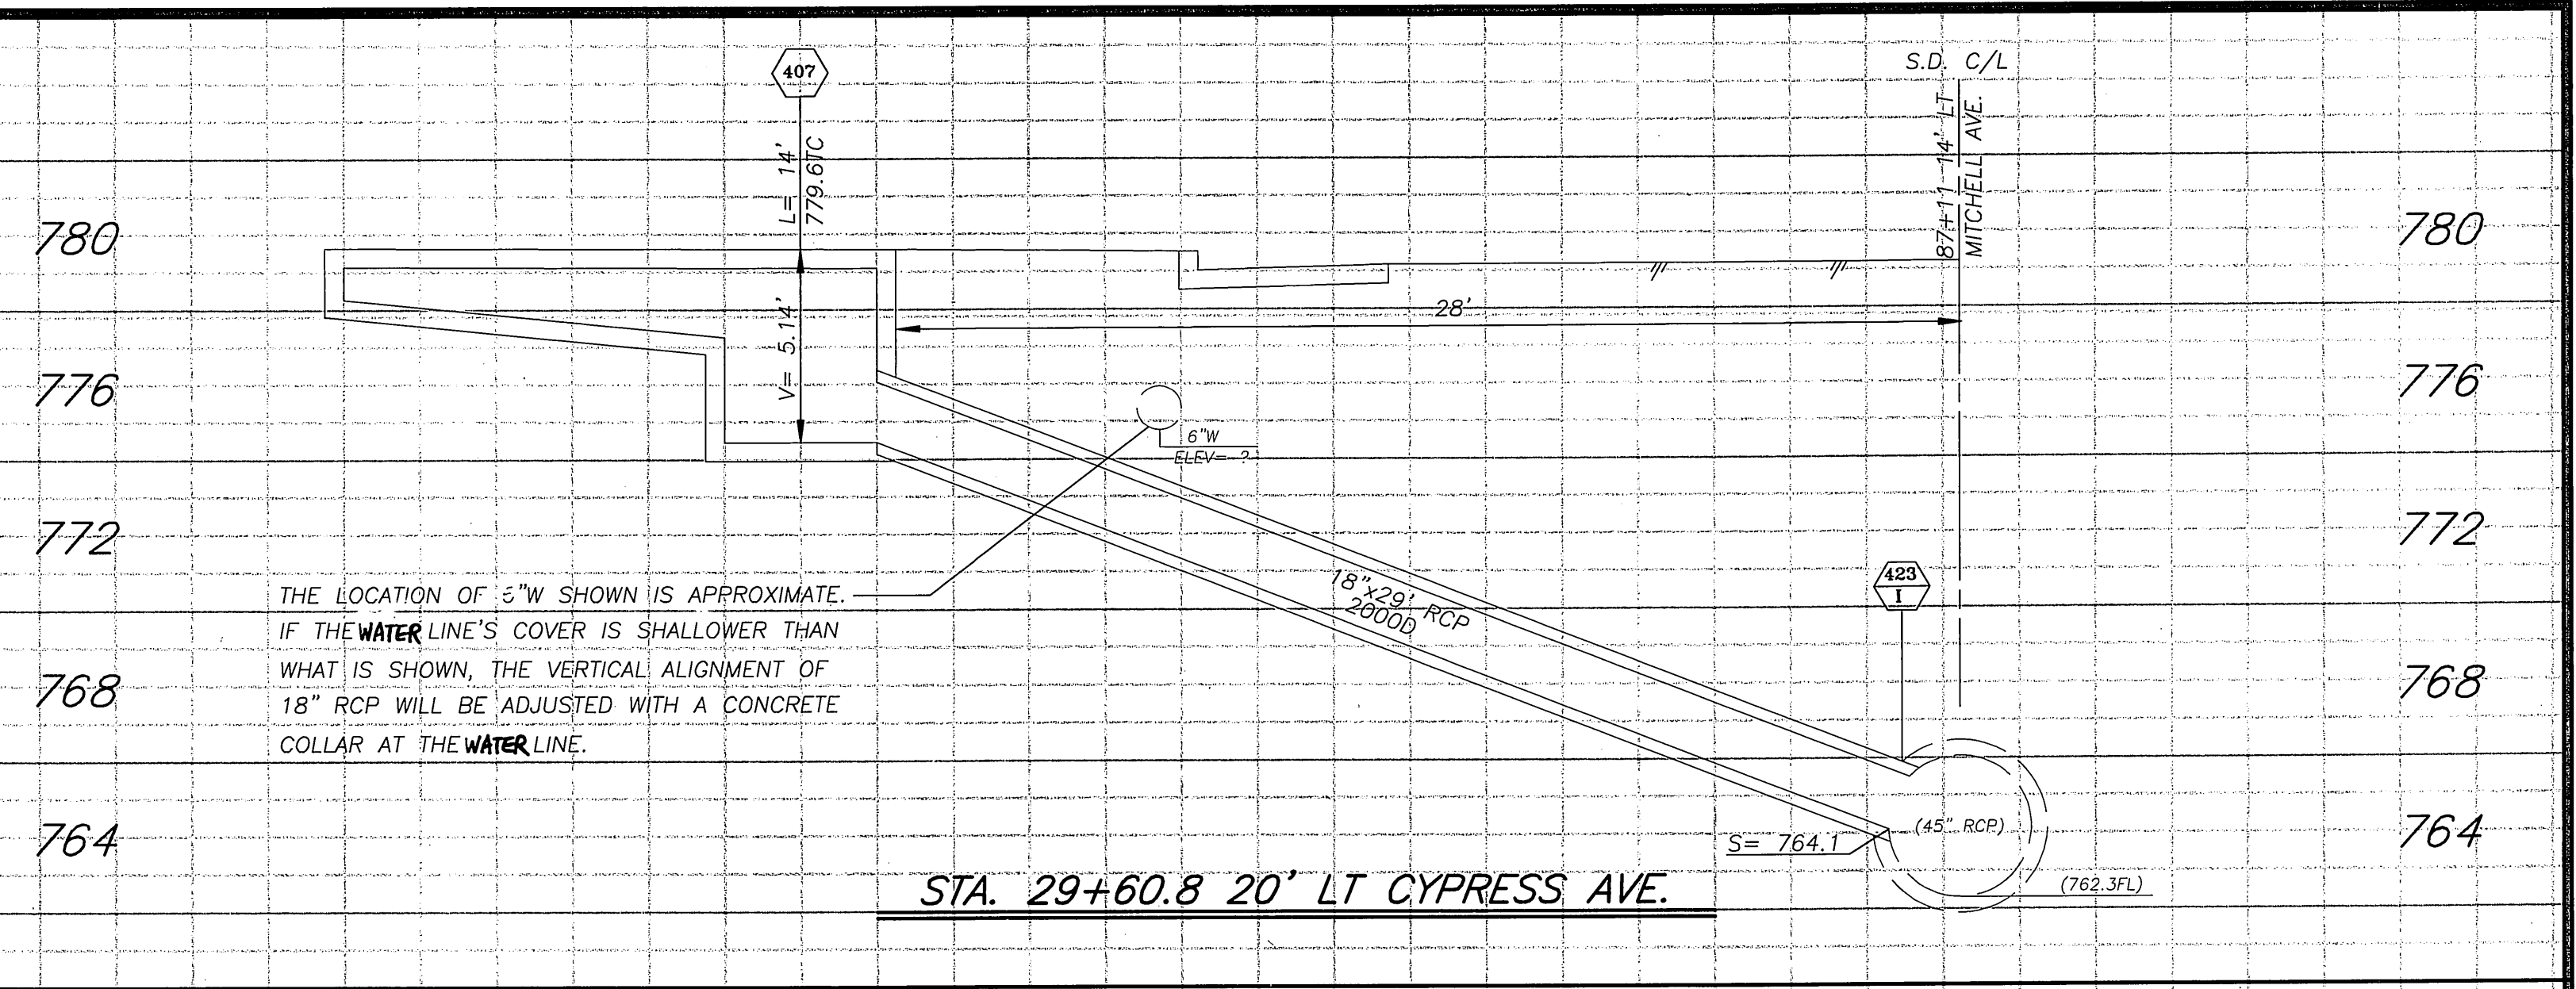 407
S.D. C/L
L= 14'
779.6TC
87+11 14' LT
MITCHELL AVE.
780
780
28'
V= 5.14'
776
776
6"W
ELEV= ?
772
772
18"x29' RCP
2000D
423
I
THE LOCATION OF "W SHOWN IS APPROXIMATE.
IF THE WATER LINE'S COVER IS SHALLOWER THAN
WHAT IS SHOWN, THE VERTICAL ALIGNMENT OF
18" RCP WILL BE ADJUSTED WITH A CONCRETE
COLLAR AT THE WATER LINE.
768
768
764
764
(45" RCP)
S= 764.1
(762.3FL)
STA. 29+60.8 20' LT CYPRESS AVE.